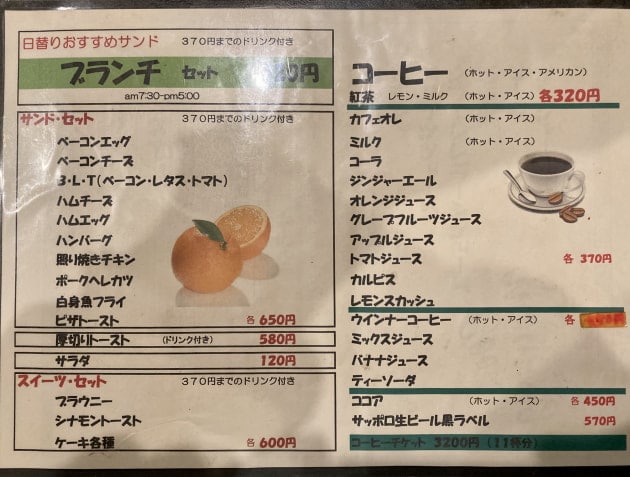 日替りおすすめサンド ３７０円までのドリンク付き
ブランチ セット 円
am7:30-pm5:00
サンド・セット ３７０円までのドリンク付き
ベーコンエッグ
ベーコンチーズ
B・L・T(ベーコン・レタス・トマト)
ハムチーズ
ハムエッグ
ハンバーグ
照り焼きチキン
ポークヘレカツ
白身魚フライ
ピザトースト 各 650円
厚切りトースト (ドリンク付き) 580円
サラダ 120円
スイーツ・セット ３７０円までのドリンク付き
ブラウニー
シナモントースト
ケーキ各種 各 600円
コーヒー （ホット・アイス・アメリカン）
紅茶 レモン・ミルク （ホット・アイス） 各320円
カフェオレ （ホット・アイス）
ミルク （ホット・アイス）
コーラ
ジンジャーエール
オレンジジュース
グレープフルーツジュース
アップルジュース
トマトジュース 各 370円
カルピス
レモンスカッシュ
ウインナーコーヒー （ホット・アイス） 各
ミックスジュース
バナナジュース
ティーソーダ
ココア （ホット・アイス） 各 450円
サッポロ生ビール黒ラベル 570円
コーヒーチケット 3200円（11杯分）